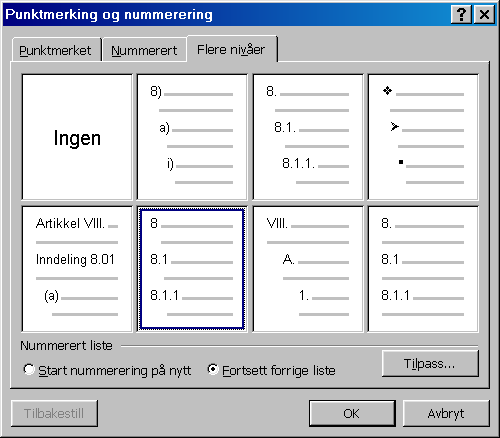 Punktmerking og nummerering
Punktmerket
Nummerert
Flere nivåer
Ingen
8)
a)
i)
8.
8.1.
8.1.1.
Artikkel VIII.
Inndeling 8.01
(a)
8
8.1
8.1.1
VIII.
A.
1.
8.
8.1
8.1.1
Nummerert liste
Start nummerering på nytt
Fortsett forrige liste
Tilpass...
Tilbakestill
OK
Avbryt